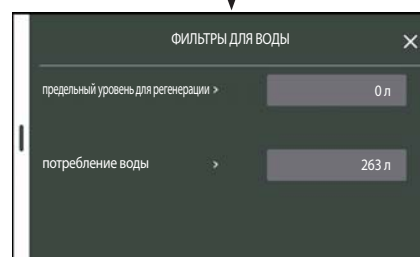 ФИЛЬТРЫ ДЛЯ ВОДЫ
предельный уровень для регенерации > 0 л
потребление воды > 263 л